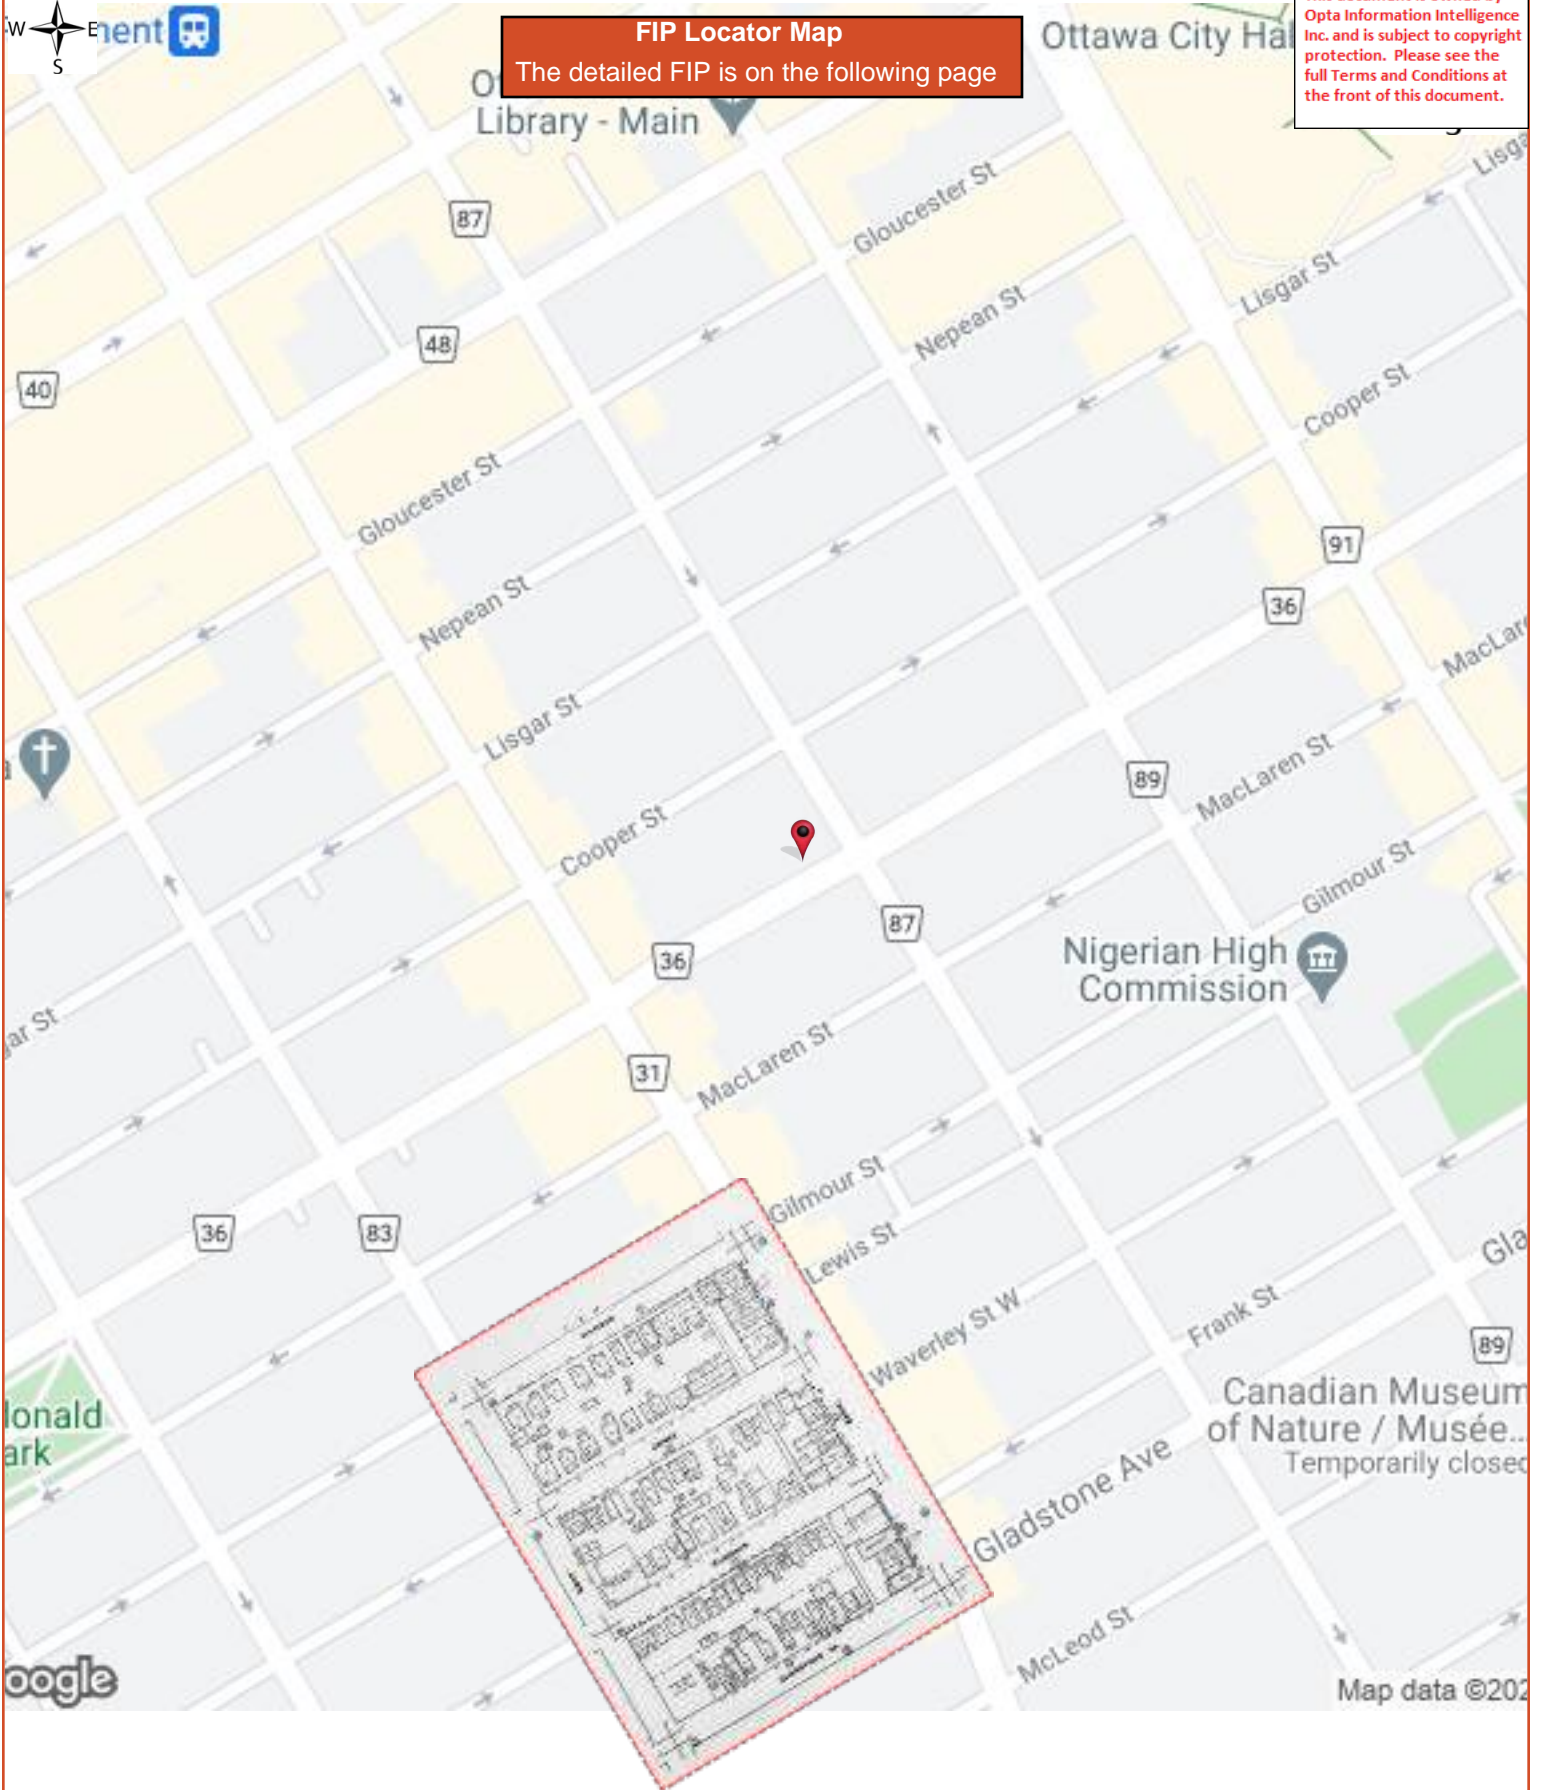 W
E
S
ment
FIP Locator Map
The detailed FIP is on the following page
Library - Main
Ottawa City Hal
Opta Information Intelligence
Inc. and is subject to copyright
protection. Please see the
full Terms and Conditions at
the front of this document.
87
Gloucester St
Lisga
48
Nepean St
Lisgar St
40
Cooper St
Gloucester St
91
Nepean St
36
MacLare
Lisgar St
89
MacLaren St
Cooper St
Gilmour St
87
36
Nigerian High
Commission
ar St
31
MacLaren St
Gilmour St
36
83
Lewis St
Gla
Waverley St W
Frank St
89
onald
ark
Canadian Museum
of Nature / Musée...
Temporarily closed
Gladstone Ave
McLeod St
oogle
Map data ©202